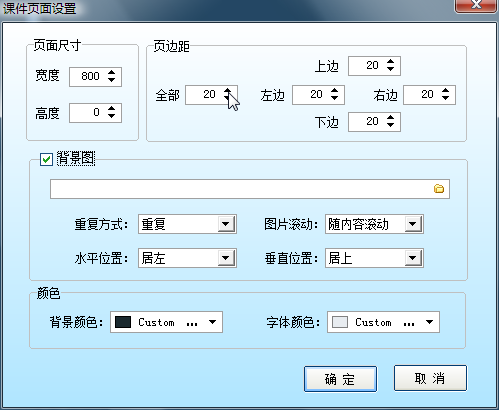 课件页面设置
页面尺寸
宽度 800
高度 0
页边距
上边 20
全部 20 左边 20 右边 20
下边 20
背景图
重复方式: 重复 图片滚动: 随内容滚动
水平位置: 居左 垂直位置: 居上
颜色
背景颜色: Custom ... 字体颜色: Custom ...
确 定 取 消